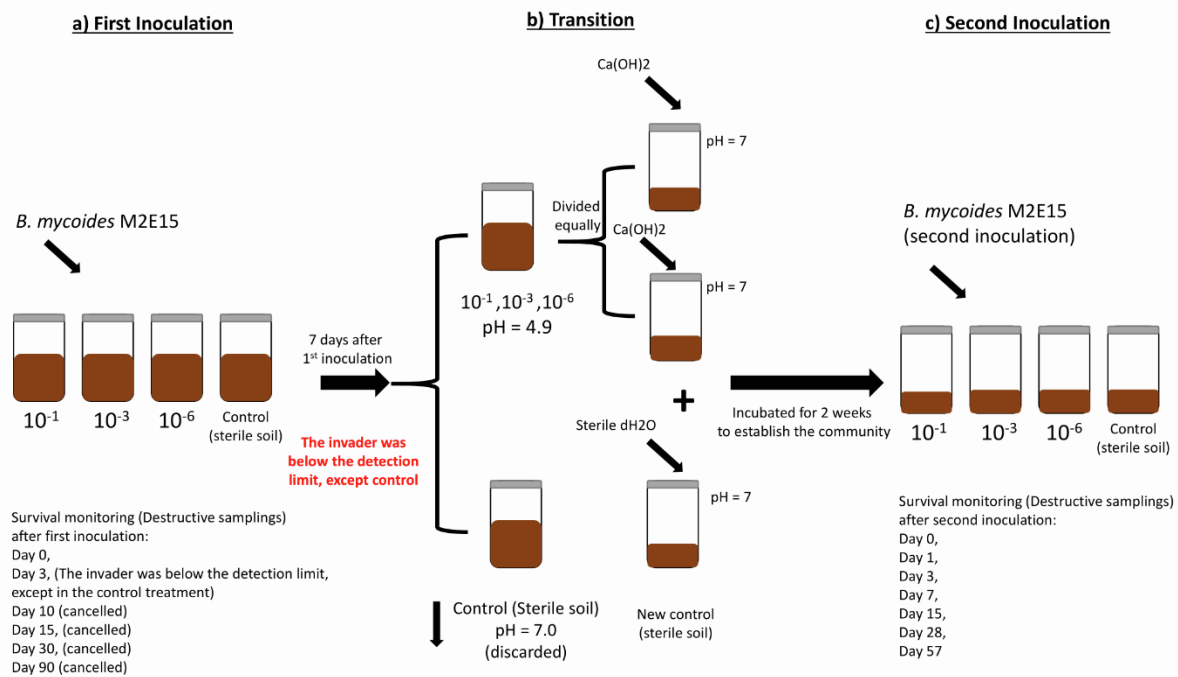 a) First Inoculation
B. mycoides M2E15
10⁻¹
10⁻³
10⁻⁶
Control
(sterile soil)
Survival monitoring (Destructive samplings)
after first inoculation:
Day 0,
Day 3, (The invader was below the detection limit,
except in the control treatment)
Day 10 (cancelled)
Day 15, (cancelled)
Day 30, (cancelled)
Day 90 (cancelled)
7 days after
1st inoculation
The invader was
below the detection
limit, except control
b) Transition
10⁻¹ ,10⁻³ ,10⁻⁶
pH = 4.9
Divided
equally
Ca(OH)2
pH = 7
Ca(OH)2
pH = 7
+
Control (Sterile soil)
pH = 7.0
(discarded)
Sterile dH2O
pH = 7
New control
(sterile soil)
Incubated for 2 weeks
to establish the community
c) Second Inoculation
B. mycoides M2E15
(second inoculation)
10⁻¹
10⁻³
10⁻⁶
Control
(sterile soil)
Survival monitoring (Destructive samplings)
after second inoculation:
Day 0,
Day 1,
Day 3,
Day 7,
Day 15,
Day 28,
Day 57